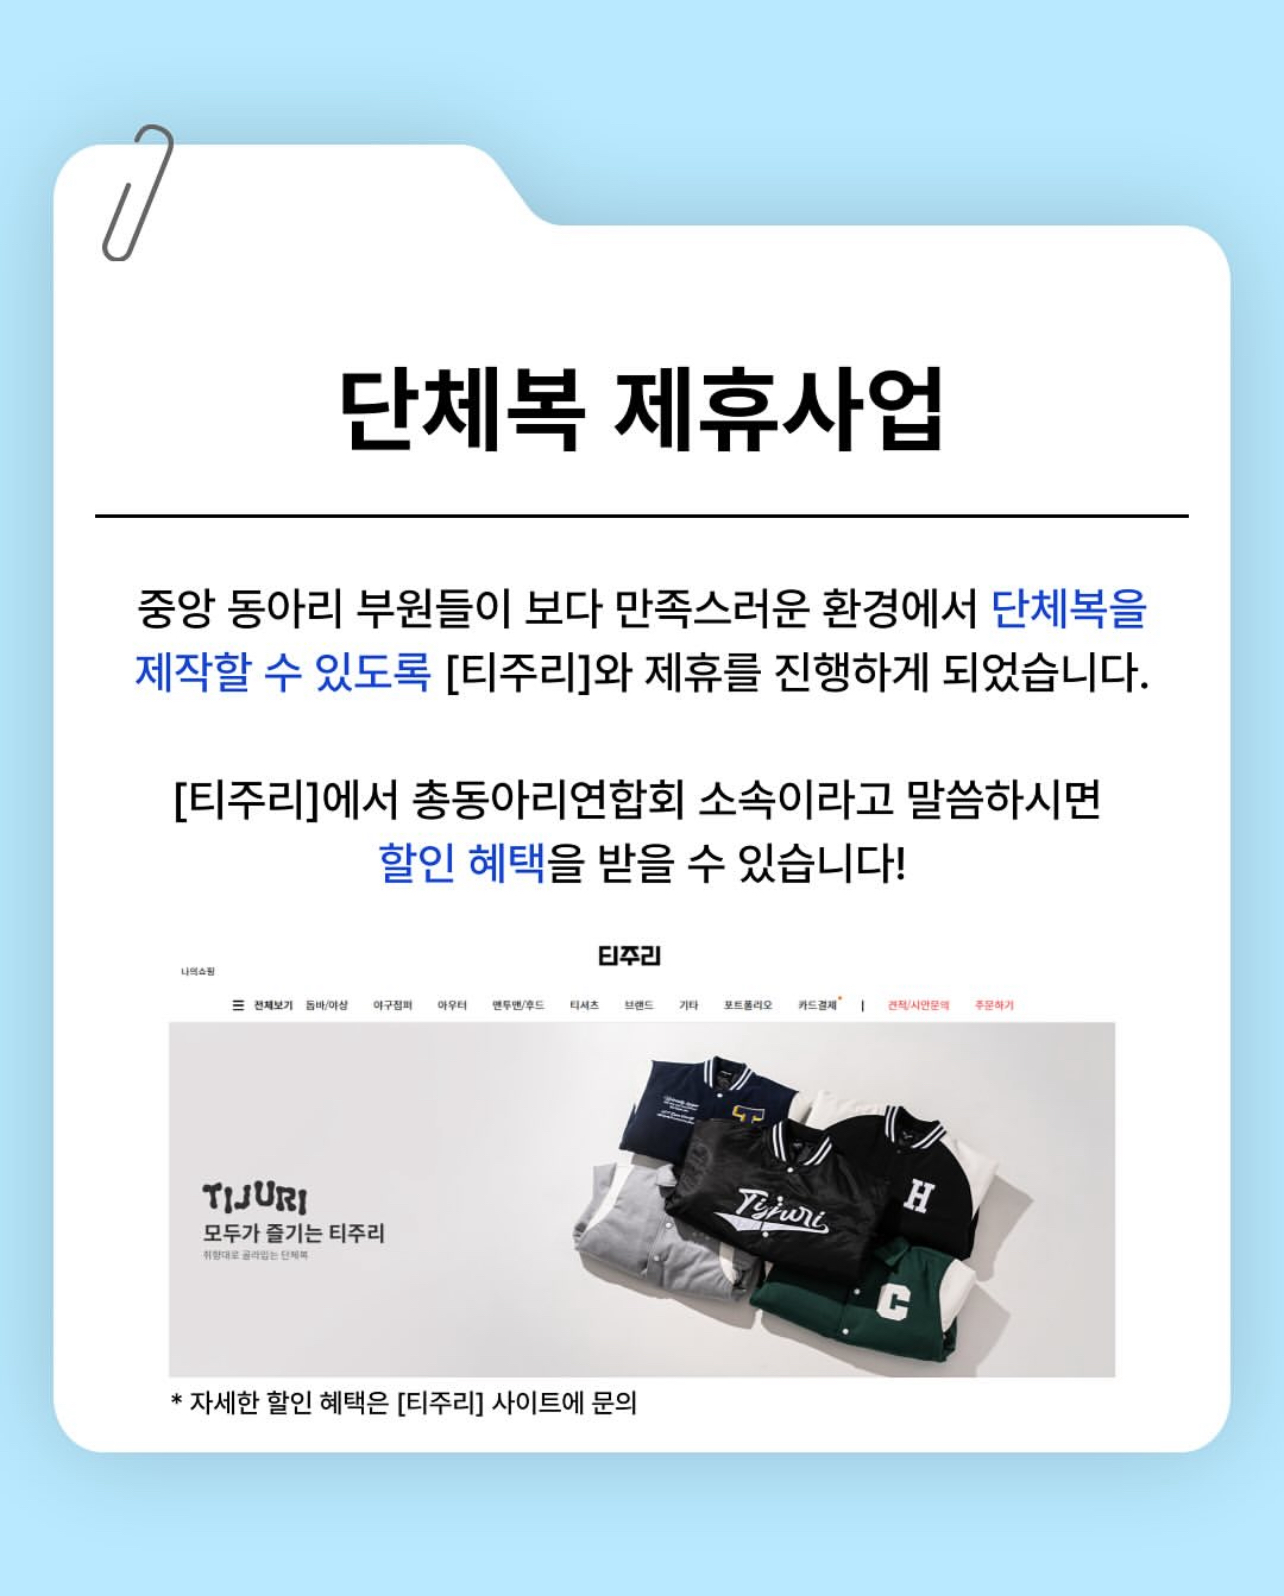 단체복 제휴사업
중앙 동아리 부원들이 보다 만족스러운 환경에서 단체복을
제작할 수 있도록 [티주리]와 제휴를 진행하게 되었습니다.
[티주리]에서 총동아리연합회 소속이라고 말씀하시면
할인 혜택을 받을 수 있습니다!
티주리
나의쇼핑
전체보기 돕바/야상 야구점퍼 아우터 맨투맨/후드 티셔츠 브랜드 기타 포트폴리오 카드결제 | 견적/시안문의 주문하기
Tijuri
H
C
TIJURI
모두가 즐기는 티주리
취향대로 골라입는 단체복
* 자세한 할인 혜택은 [티주리] 사이트에 문의